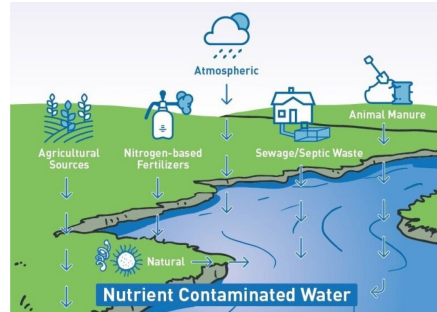 Atmospheric
Animal Manure
Agricultural
Sources
Nitrogen-based
Fertilizers
Sewage/Septic Waste
Natural
Nutrient Contaminated Water